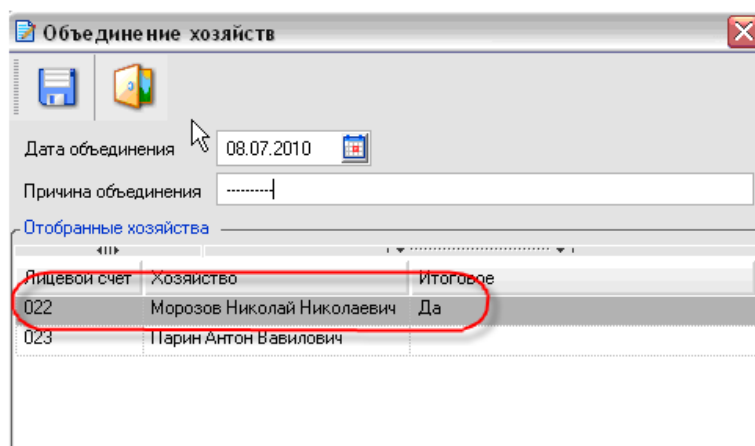 Объединение хозяйств
Дата объединения 08.07.2010
Причина объединения ---------
Отобранные хозяйства
Лицевой счет Хозяйство Итоговое
022 Морозов Николай Николаевич Да
023 Парин Антон Вавилович